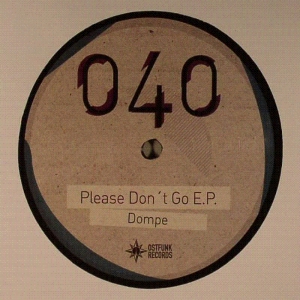 040
Please Don´t Go E.P.
Dompe
OSTFUNK
RECORDS